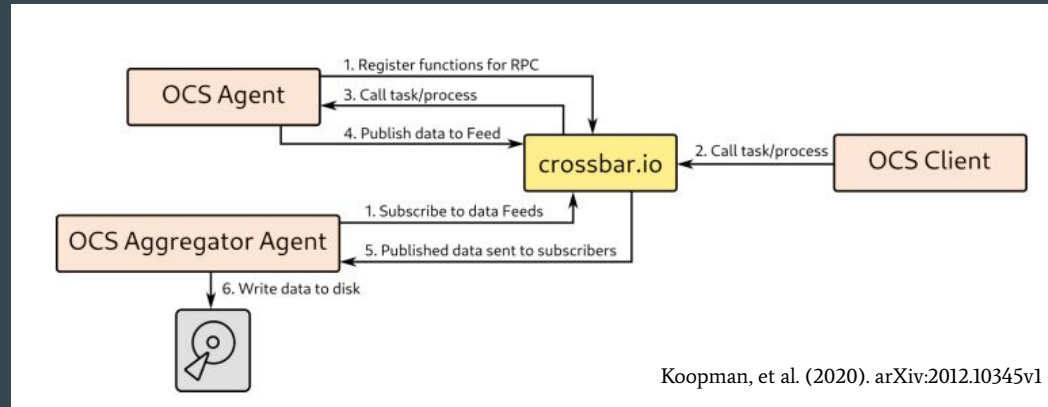 1. Register functions for RPC
OCS Agent
3. Call task/process
4. Publish data to Feed
crossbar.io
2. Call task/process
OCS Client
1. Subscribe to data Feeds
OCS Aggregator Agent
5. Published data sent to subscribers
6. Write data to disk
Koopman, et al. (2020). arXiv:2012.10345v1